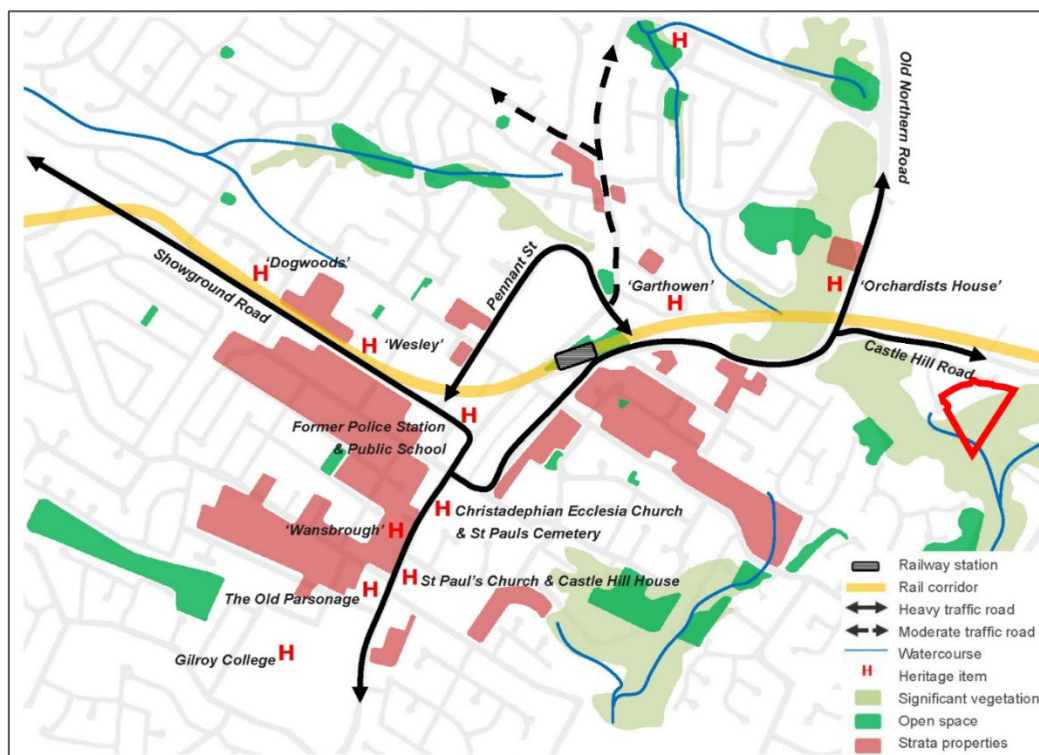 H
Old Northern Road
'Dogwoods'
H
Pennant St
'Garthowen'
H
H
'Orchardists House'
Showground Road
H
'Wesley'
Castle Hill Road
H
Former Police Station
& Public School
H
Christadephian Ecclesia Church
& St Pauls Cemetery
'Wansbrough'
H
H
St Paul's Church & Castle Hill House
The Old Parsonage
H
Gilroy College
H
Railway station
Rail corridor
Heavy traffic road
Moderate traffic road
Watercourse
H
Heritage item
Significant vegetation
Open space
Strata properties